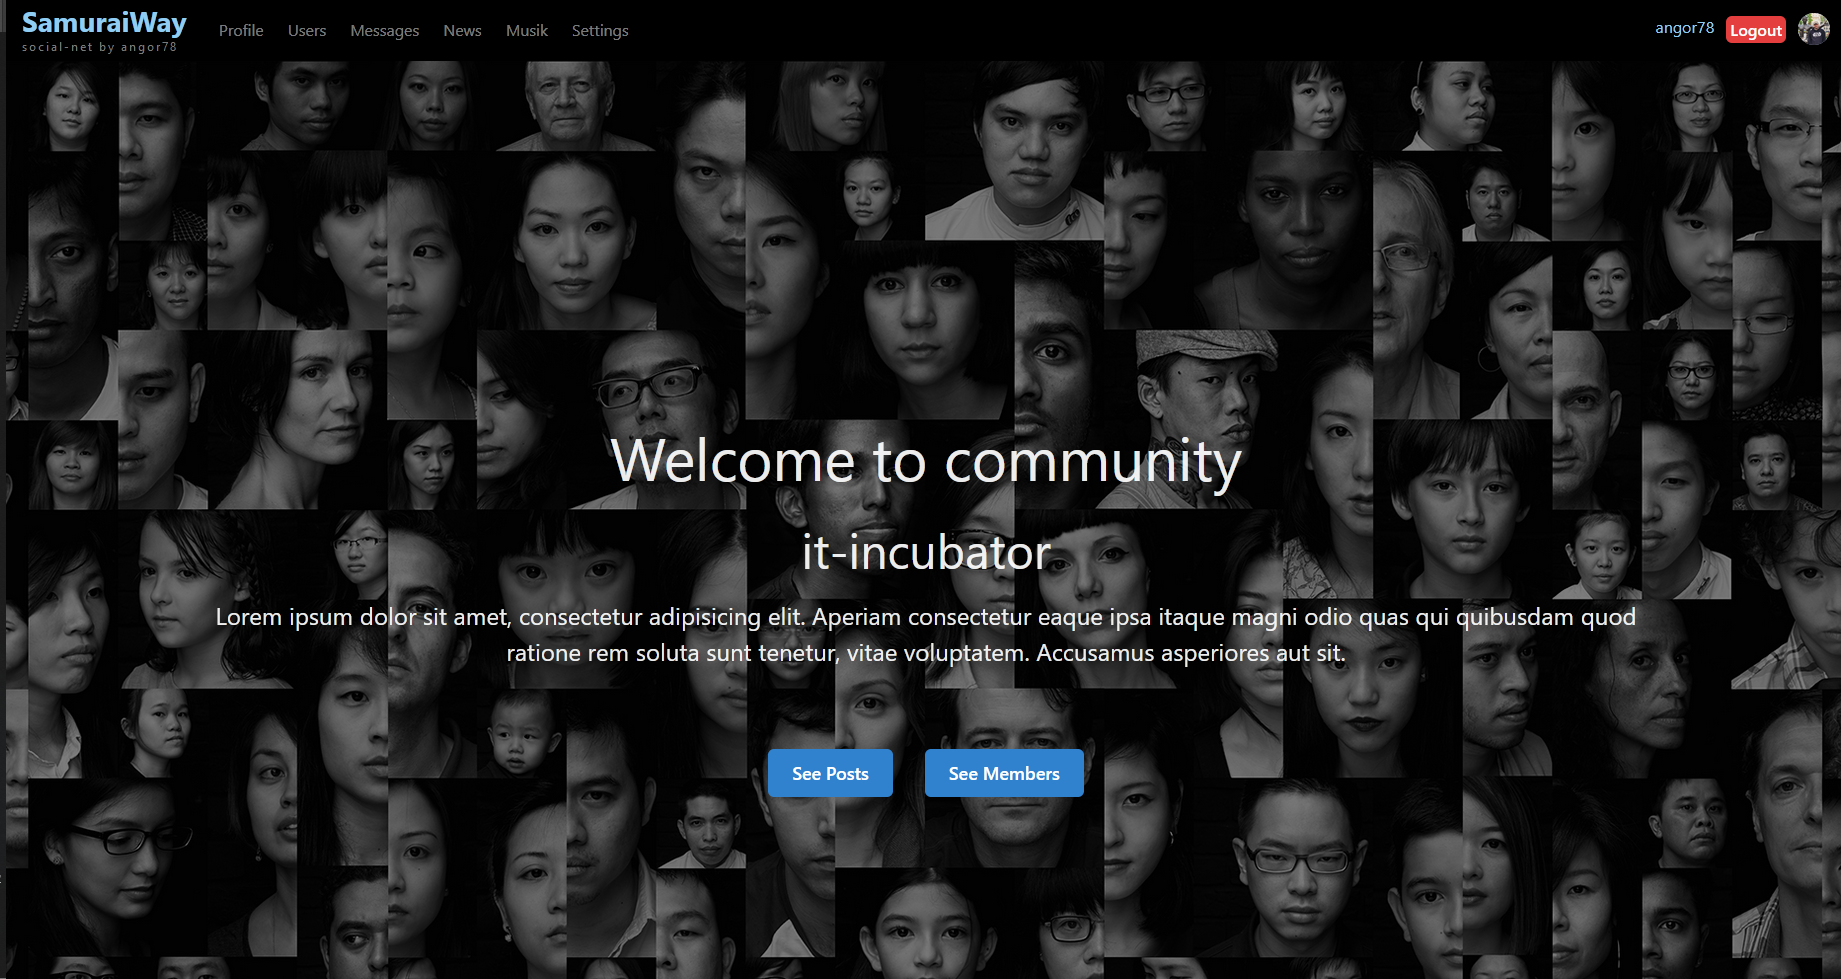 SamuraiWay
social-net by angor78
Profile Users Messages News Musik Settings
angor78 Logout
Welcome to community
it-incubator
Lorem ipsum dolor sit amet, consectetur adipisicing elit. Aperiam consectetur eaque ipsa itaque magni odio quas qui quibusdam quod
ratione rem soluta sunt tenetur, vitae voluptatem. Accusamus asperiores aut sit.
See Posts See Members